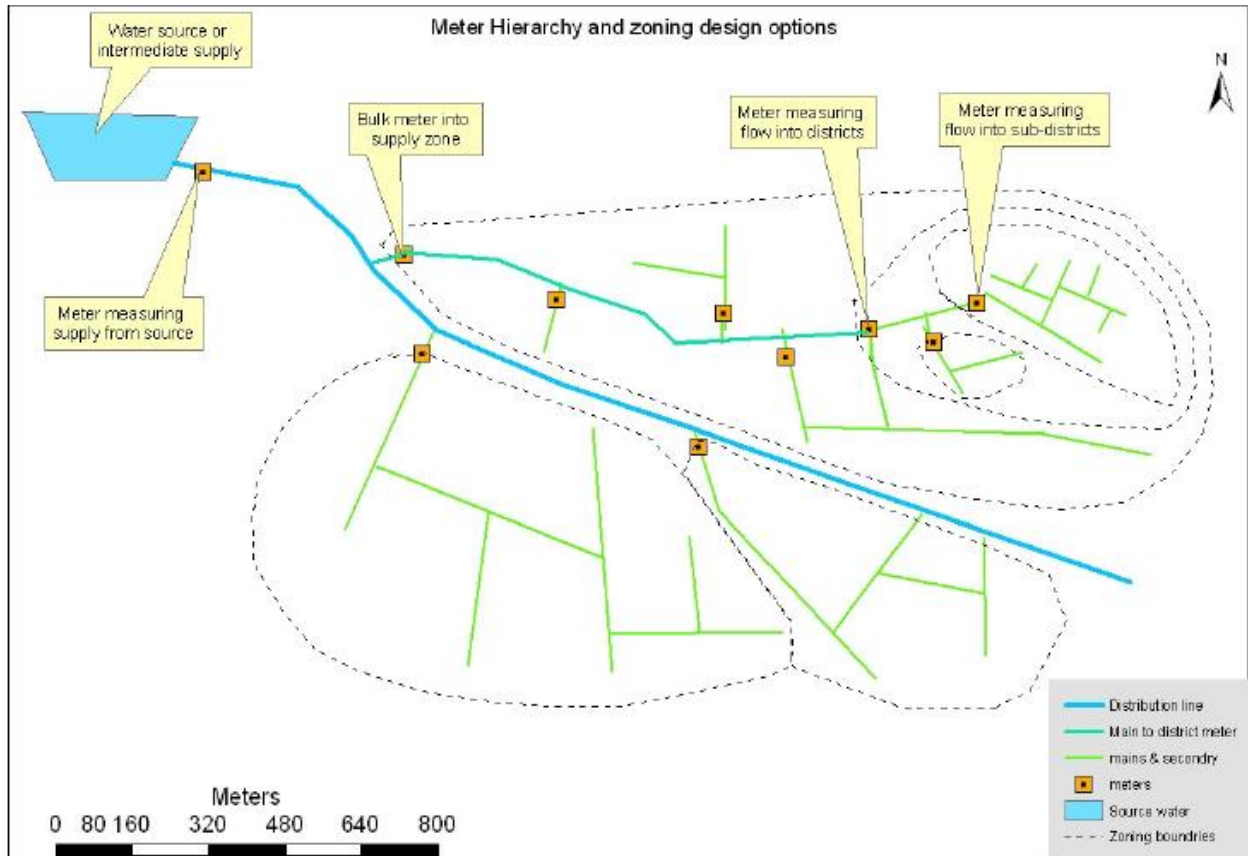 Meter Hierarchy and zoning design options
Water source or
intermediate supply
N
Bulk meter into
supply zone
Meter measuring
flow into districts
Meter measuring
flow into sub-districts
Meter measuring
supply from source
Distribution line
Main to district meter
mains & secondry
meters
Source water
Zoning boundries
Meters
0 80 160 320 480 640 800